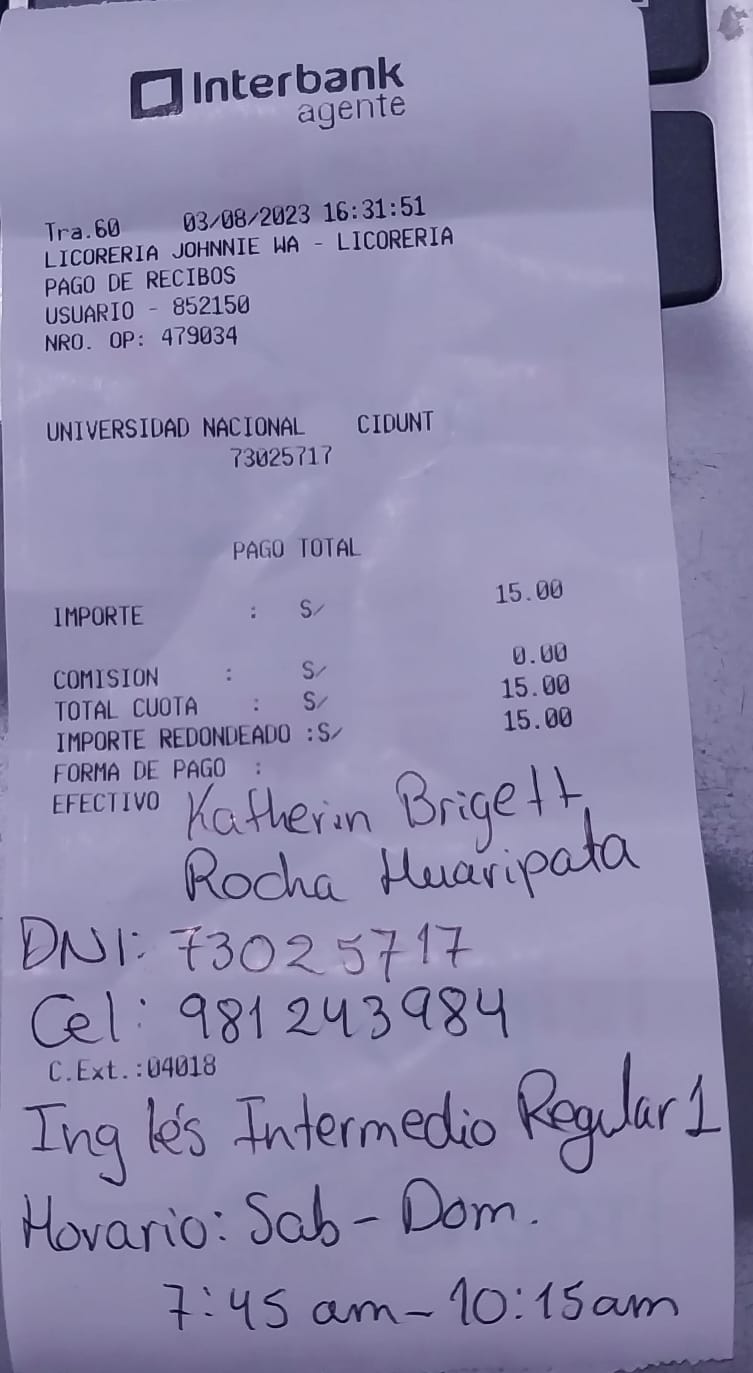 Interbank
agente
Tra.60 03/08/2023 16:31:51
LICORERIA JOHNNIE WA - LICORERIA
PAGO DE RECIBOS
USUARIO - 852150
NRO. OP: 479034
UNIVERSIDAD NACIONAL CIDUNT
73025717
PAGO TOTAL
IMPORTE : S/ 15.00
COMISION : S/ 0.00
TOTAL CUOTA : S/ 15.00
IMPORTE REDONDEADO :S/ 15.00
FORMA DE PAGO :
EFECTIVO Katherin Brigett
Rocha Huaripata
DNI: 73025717
Cel: 981243984
C.Ext.:04018
Inglés Intermedio Regular 1
Horario: Sab - Dom.
7:45 am - 10:15am